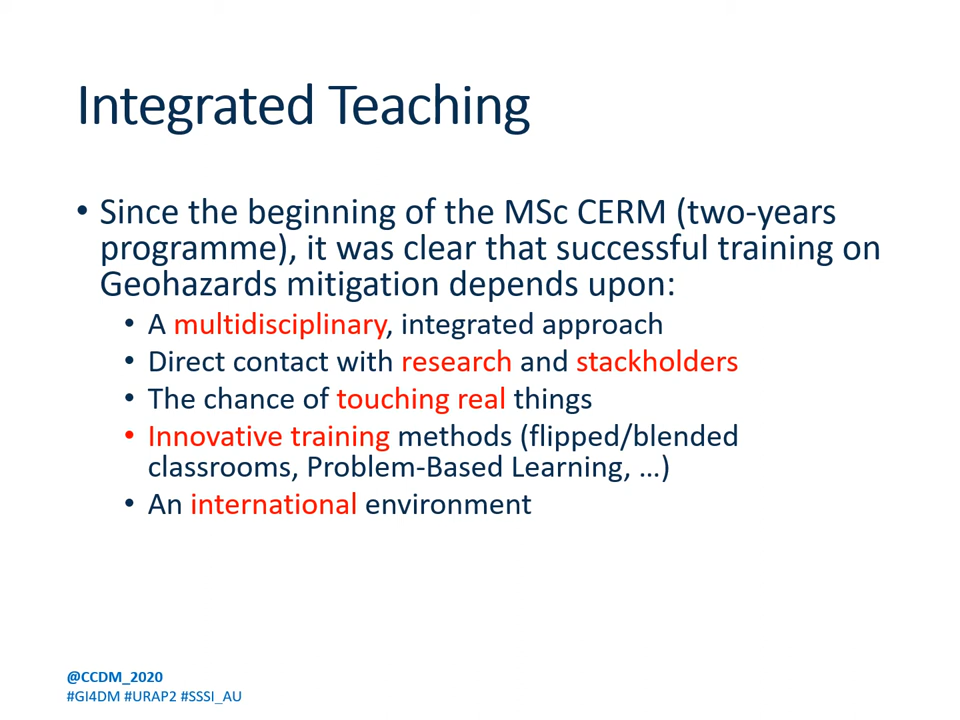 Integrated Teaching
• Since the beginning of the MSc CERM (two-years
programme), it was clear that successful training on
Geohazards mitigation depends upon:
• A multidisciplinary, integrated approach
• Direct contact with research and stackholders
• The chance of touching real things
• Innovative training methods (flipped/blended
classrooms, Problem-Based Learning, ...)
• An international environment
@CCDM_2020
#GI4DM #URAP2 #SSSI_AU